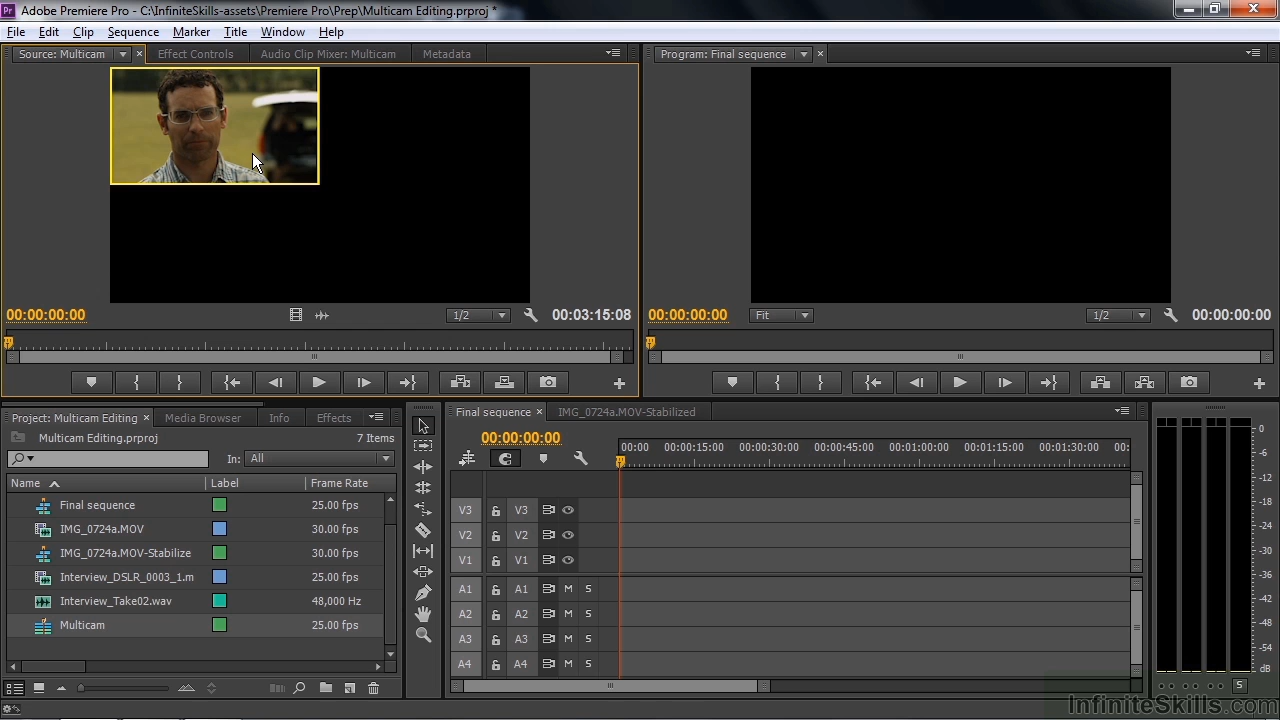 Pr Adobe Premiere Pro - C:\InfiniteSkills-assets\Premiere Pro\Prep\Multicam Editing.prproj *
File Edit Clip Sequence Marker Title Window Help
Source: Multicam × Effect Controls Audio Clip Mixer: Multicam Metadata Program: Final sequence ×
00:00:00:00 1/2 00:03:15:08 00:00:00:00 Fit 1/2 00:00:00:00
Project: Multicam Editing × Media Browser Info Effects
Multicam Editing.prproj 7 Items
In: All
Name Label Frame Rate
Final sequence 25.00 fps
IMG_0724a.MOV 30.00 fps
IMG_0724a.MOV-Stabilize 30.00 fps
Interview_DSLR_0003_1.m 25.00 fps
Interview_Take02.wav 48,000 Hz
Multicam 25.00 fps
Final sequence × IMG_0724a.MOV-Stabilized
00:00:00:00
00:00 00:00:15:00 00:00:30:00 00:00:45:00 00:01:00:00 00:01:15:00 00:01:30:00 00:
V3 V3
V2 V2
V1 V1
A1 A1 M S
A2 A2 M S
A3 A3 M S
A4 A4 M S
0
-6
-12
-18
-24
-30
-36
-42
-48
-54
dB
S
InfiniteSkills.com